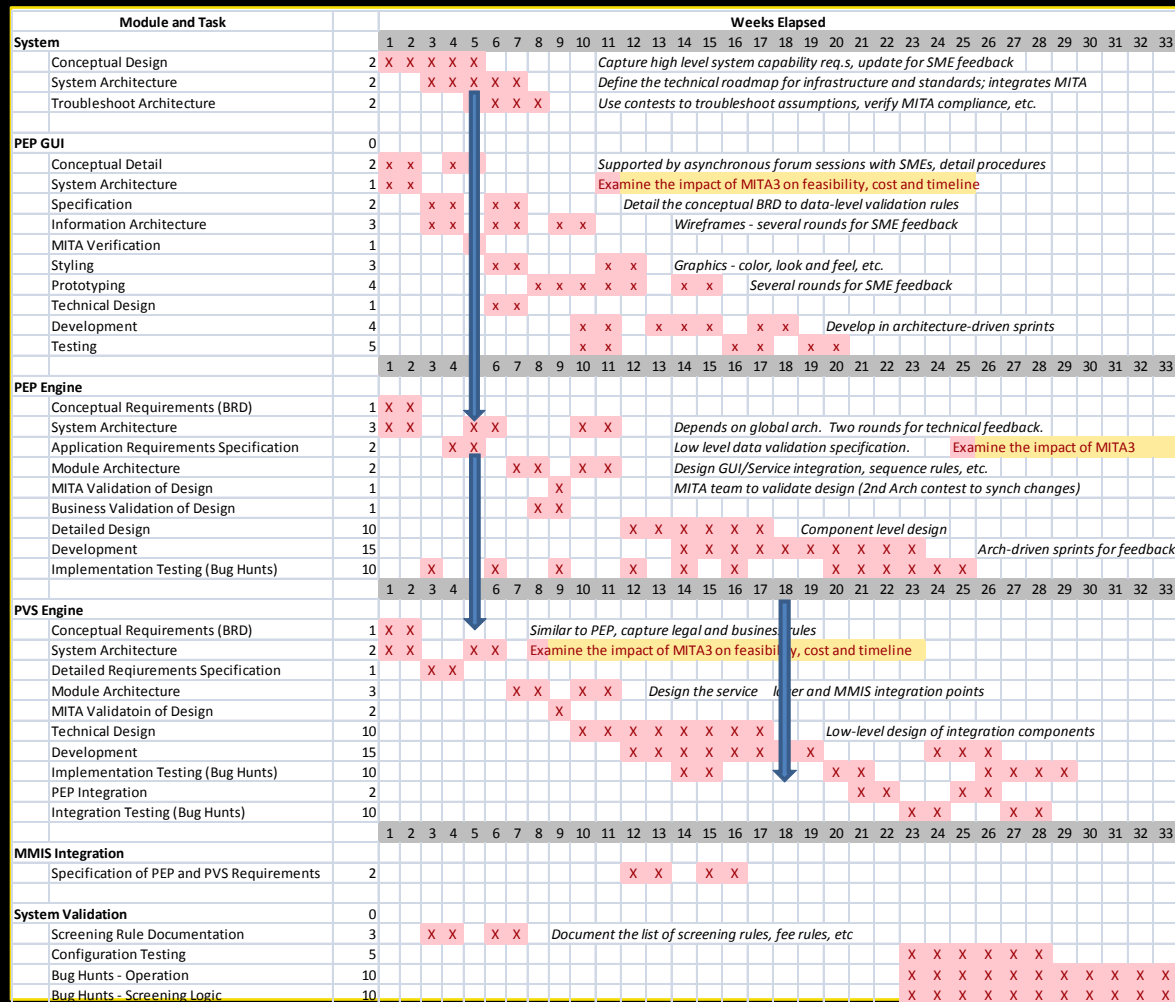 Module and Task Weeks Elapsed
System 1 2 3 4 5 6 7 8 9 10 11 12 13 14 15 16 17 18 19 20 21 22 23 24 25 26 27 28 29 30 31 32 33
Conceptual Design 2 X X X X X Capture high level system capability req.s, update for SME feedback
System Architecture 2 X X X X X Define the technical roadmap for infrastructure and standards; integrates MITA
Troubleshoot Architecture 2 X X X Use contests to troubleshoot assumptions, verify MITA compliance, etc.
PEP GUI 0
Conceptual Detail 2 x x x Supported by asynchronous forum sessions with SMEs, detail procedures
System Architecture 1 x x Examine the impact of MITA3 on feasibility, cost and timeline
Specification 2 x x x x Detail the conceptual BRD to data-level validation rules
Information Architecture 3 x x x x x x Wireframes - several rounds for SME feedback
MITA Verification 1
Styling 3 x x x x Graphics - color, look and feel, etc.
Prototyping 4 x x x x x x x Several rounds for SME feedback
Technical Design 1 x x
Development 4 x x x x x x x Develop in architecture-driven sprints
Testing 5 x x x x x x
1 2 3 4 5 6 7 8 9 10 11 12 13 14 15 16 17 18 19 20 21 22 23 24 25 26 27 28 29 30 31 32 33
PEP Engine
Conceptual Requirements (BRD) 1 X X
System Architecture 3 X X X X X X Depends on global arch. Two rounds for technical feedback.
Application Requirements Specification 2 X X Low level data validation specification. Examine the impact of MITA3
Module Architecture 2 X X X X Design GUI/Service integration, sequence rules, etc.
MITA Validation of Design 1 X MITA team to validate design (2nd Arch contest to synch changes)
Business Validation of Design 1 X X
Detailed Design 10 X X X X X X Component level design
Development 15 X X X X X X X X X X Arch-driven sprints for feedback
Implementation Testing (Bug Hunts) 10 X X X X X X X X X X X X
1 2 3 4 5 6 7 8 9 10 11 12 13 14 15 16 17 18 19 20 21 22 23 24 25 26 27 28 29 30 31 32 33
PVS Engine
Conceptual Requirements (BRD) 1 X X Similar to PEP, capture legal and business rules
System Architecture 2 X X X X Examine the impact of MITA3 on feasibility, cost and timeline
Detailed Reqiurements Specification 1 X X
Module Architecture 3 X X X X Design the service layer and MMIS integration points
MITA Validatoin of Design 2 X
Technical Design 10 X X X X X X X X Low-level design of integration components
Development 15 X X X X X X X X X X
Implementation Testing (Bug Hunts) 10 X X X X X X X X
PEP Integration 2 X X X X
Integration Testing (Bug Hunts) 10 X X X X
1 2 3 4 5 6 7 8 9 10 11 12 13 14 15 16 17 18 19 20 21 22 23 24 25 26 27 28 29 30 31 32 33
MMIS Integration
Specification of PEP and PVS Requirements 2 X X X X
System Validation 0
Screening Rule Documentation 3 X X X X Document the list of screening rules, fee rules, etc
Configuration Testing 5 X X X X X X
Bug Hunts - Operation 10 X X X X X X X X X X X
Bug Hunts - Screening Logic 10 X X X X X X X X X X X